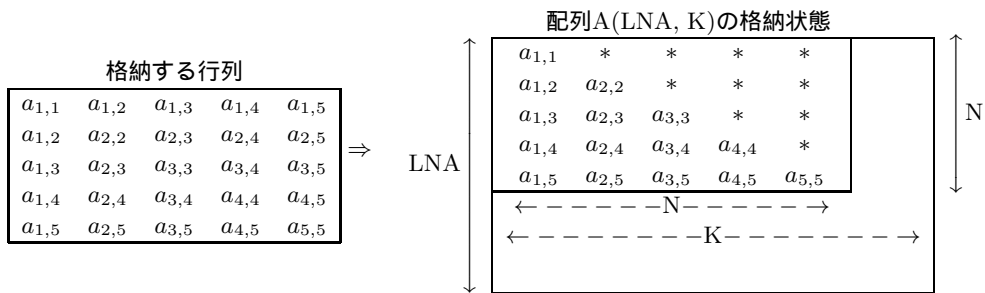 格納する行列
a1,1 a1,2 a1,3 a1,4 a1,5
a1,2 a2,2 a2,3 a2,4 a2,5
a1,3 a2,3 a3,3 a3,4 a3,5
a1,4 a2,4 a3,4 a4,4 a4,5
a1,5 a2,5 a3,5 a4,5 a5,5
⇒
配列A(LNA, K)の格納状態
LNA
a1,1 * * * *
a1,2 a2,2 * * *
a1,3 a2,3 a3,3 * *
a1,4 a2,4 a3,4 a4,4 *
a1,5 a2,5 a3,5 a4,5 a5,5
N
←−−−−−−N−−−−−→
←−−−−−−−−K−−−−−−−−→